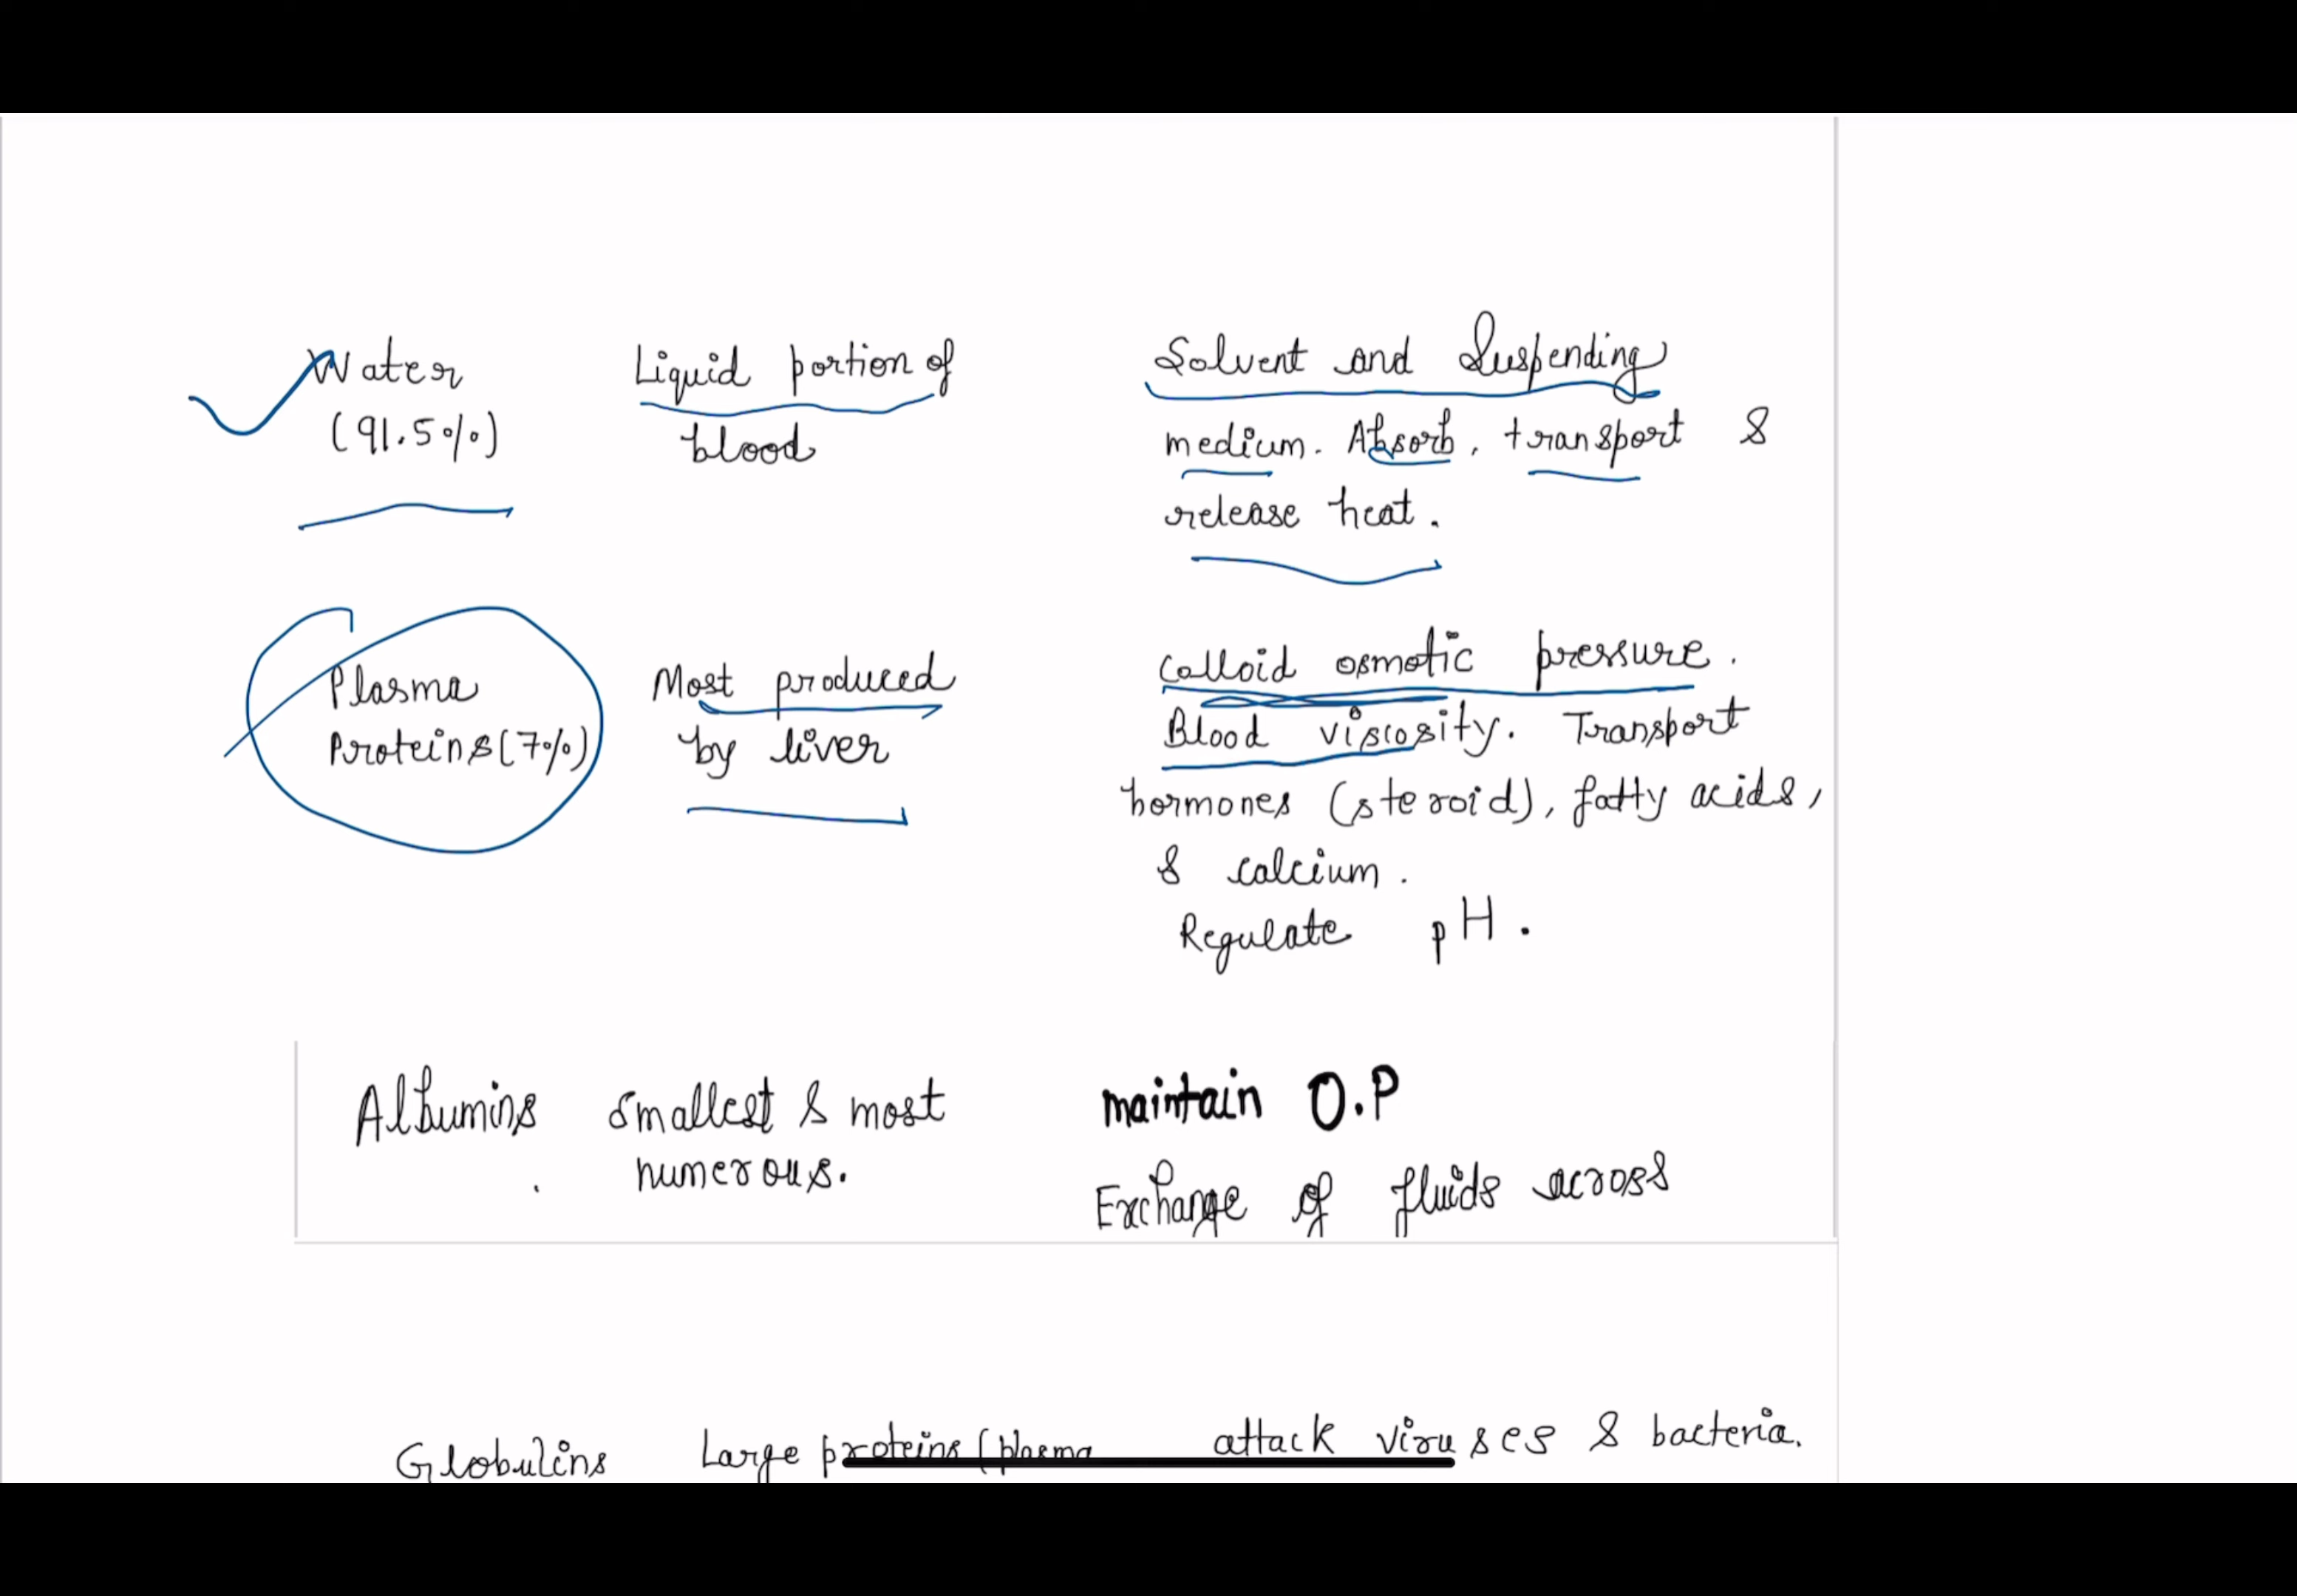 Water
(91.5%)
Liquid portion of
blood
Solvent and Suspending
medium. Absorb, transport &
release heat.
Plasma
Proteins (7%)
Most produced
by liver
Colloid osmotic pressure.
Blood viscosity. Transport
hormones (steroid), fatty acids,
& calcium.
Regulate pH.
Albumins
smallest & most
numerous.
maintain O.P
Exchange of fluids across
Globulins
Large proteins (plasma
attack viruses & bacteria.